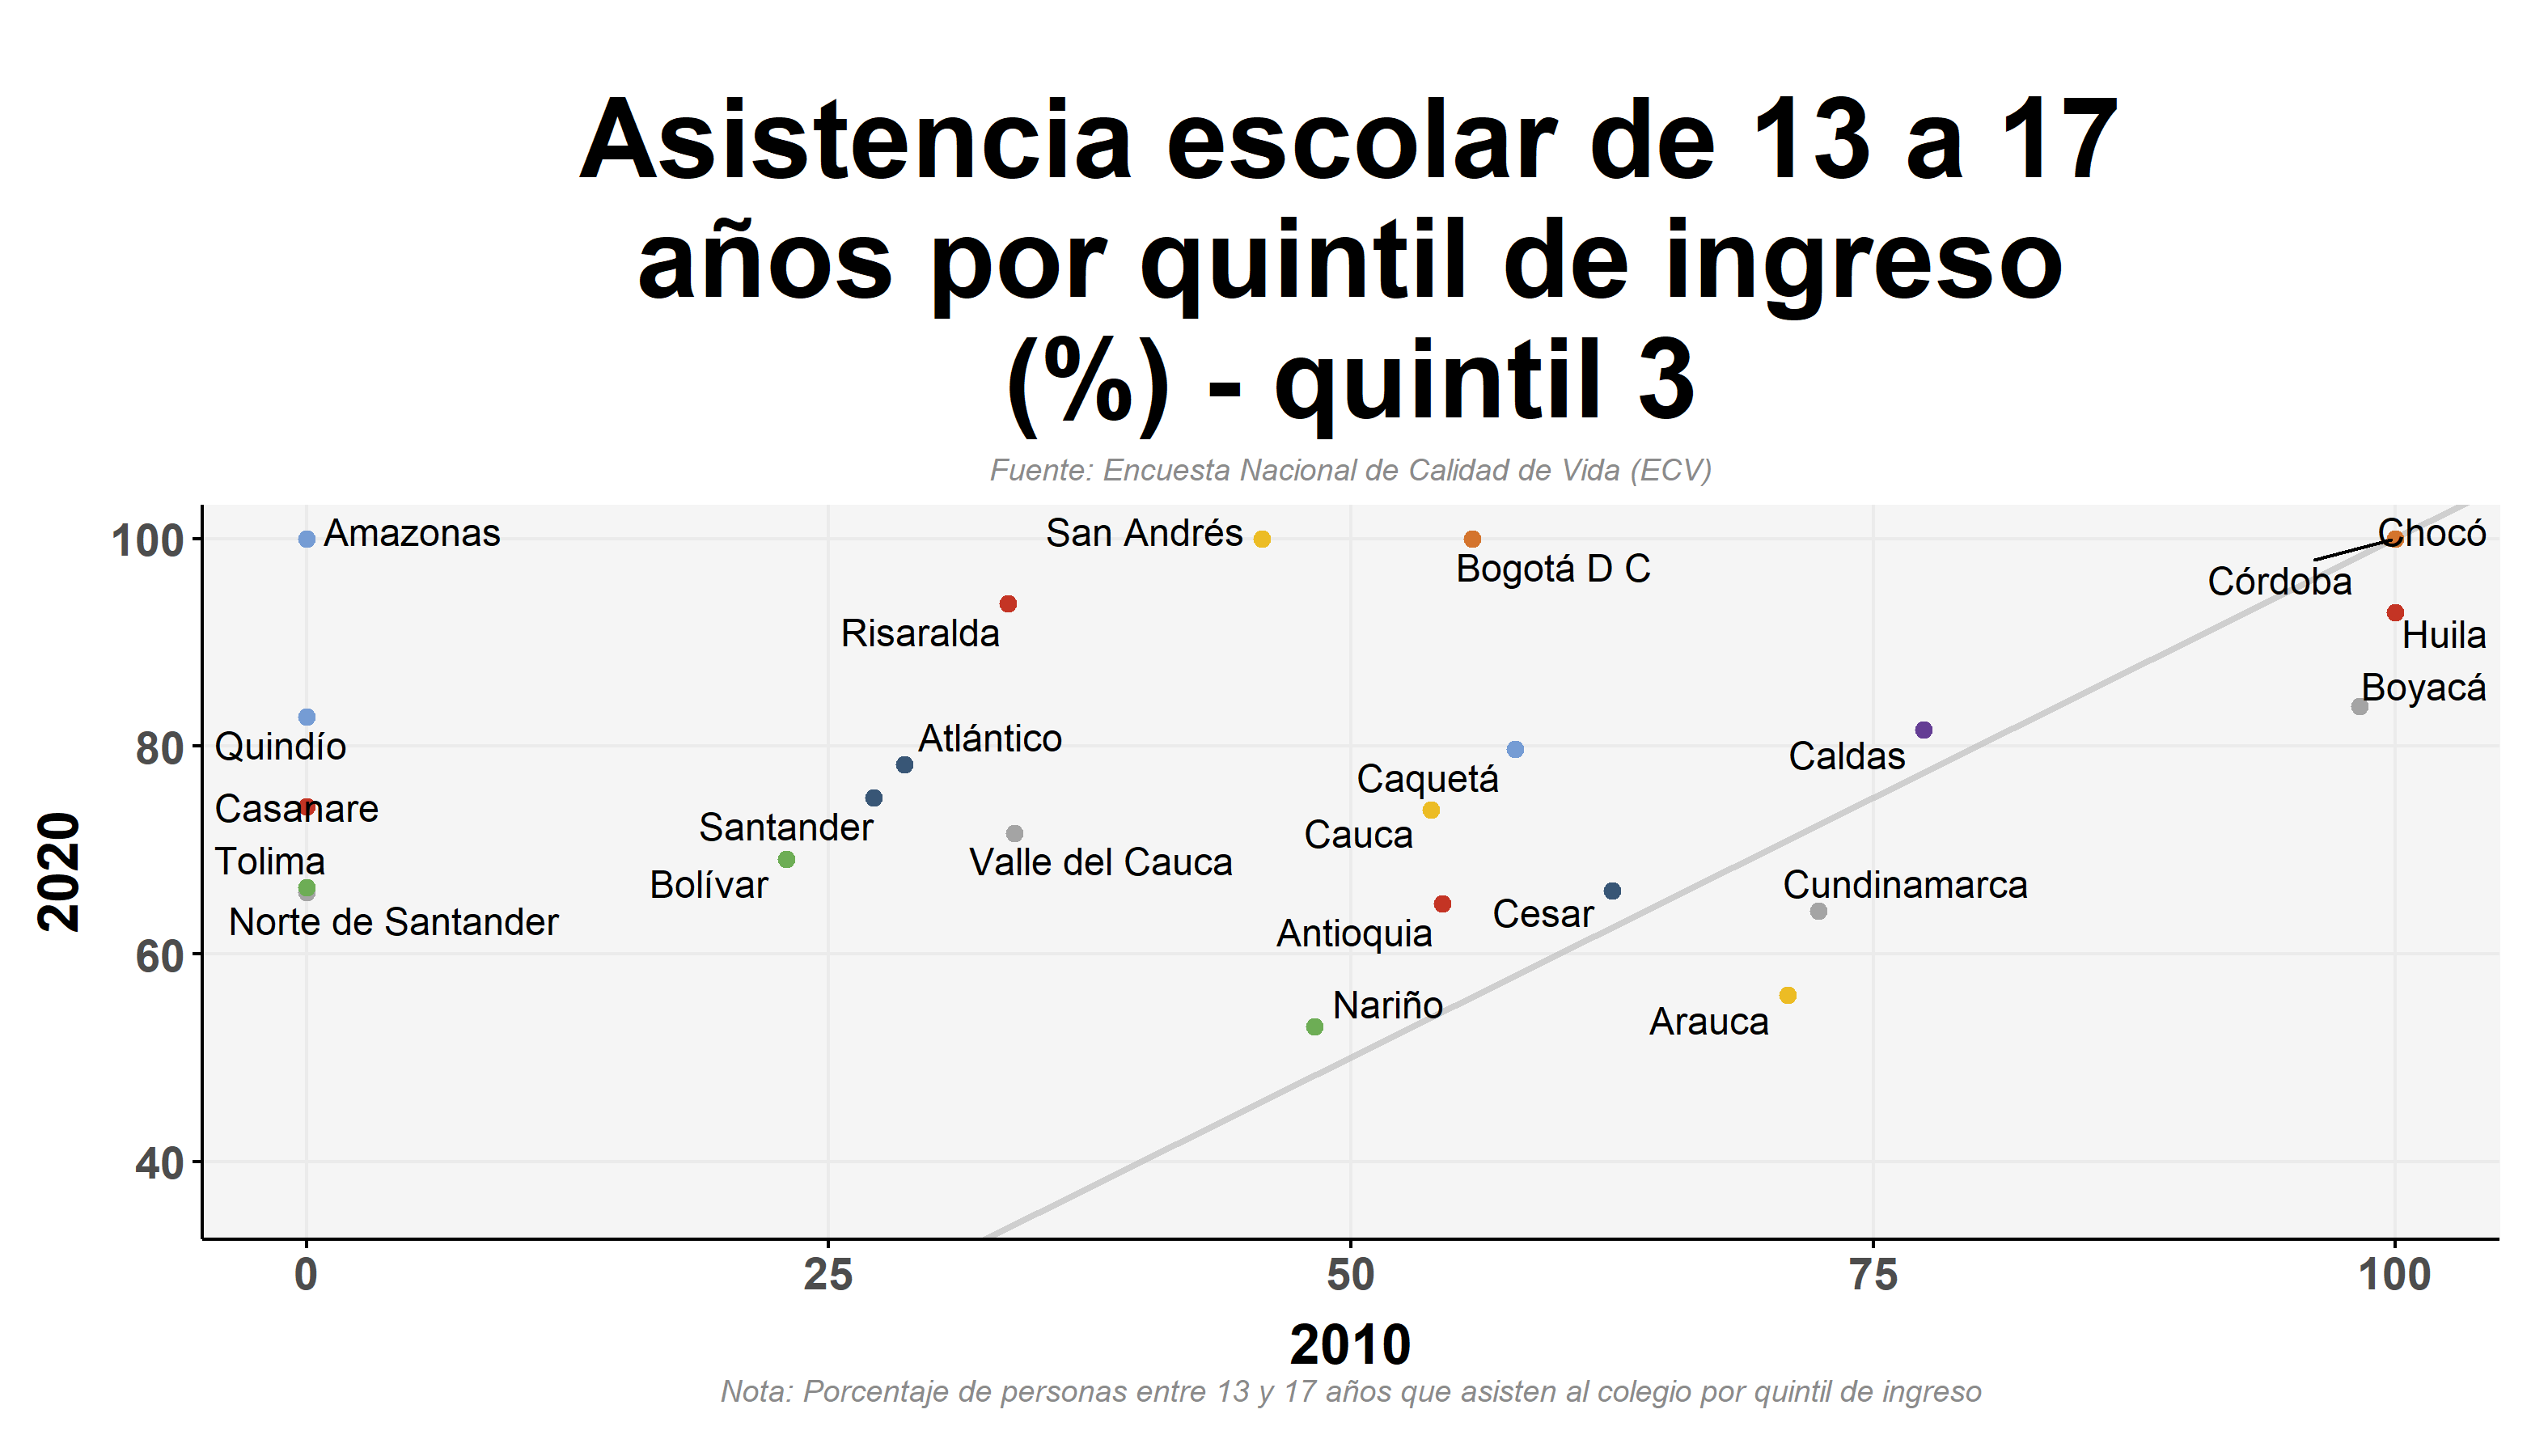 Asistencia escolar de 13 a 17
años por quintil de ingreso
(%) - quintil 3
Fuente: Encuesta Nacional de Calidad de Vida (ECV)
2020
100
80
60
40
Amazonas
San Andrés
Bogotá D C
Chocó
Córdoba
Risaralda
Huila
Boyacá
Quindío
Atlántico
Caldas
Caquetá
Casanare
Santander
Cauca
Tolima
Valle del Cauca
Bolívar
Cundinamarca
Norte de Santander
Cesar
Antioquia
Nariño
Arauca
0
25
50
75
100
2010
Nota: Porcentaje de personas entre 13 y 17 años que asisten al colegio por quintil de ingreso